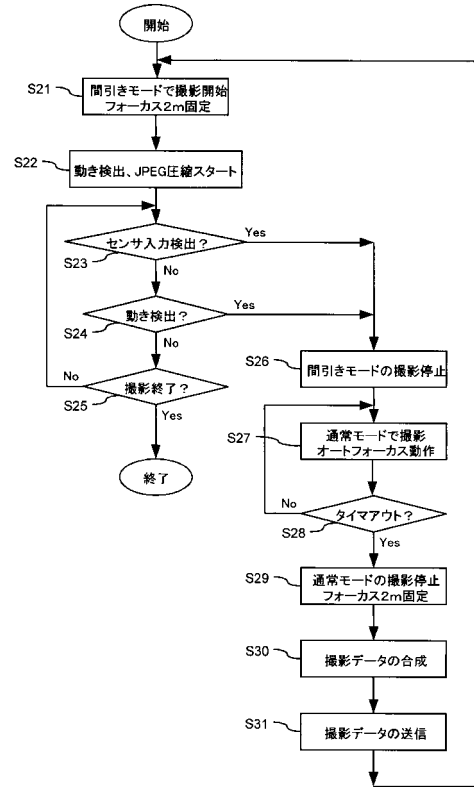 開始
S21
間引きモードで撮影開始
フォーカス2m固定
S22
動き検出、JPEG圧縮スタート
センサ入力検出？
Yes
S23
No
動き検出？
Yes
S24
No
撮影終了？
No
S25
Yes
終了
S26
間引きモードの撮影停止
S27
通常モードで撮影
オートフォーカス動作
タイマアウト？
No
S28
Yes
S29
通常モードの撮影停止
フォーカス2m固定
S30
撮影データの合成
S31
撮影データの送信